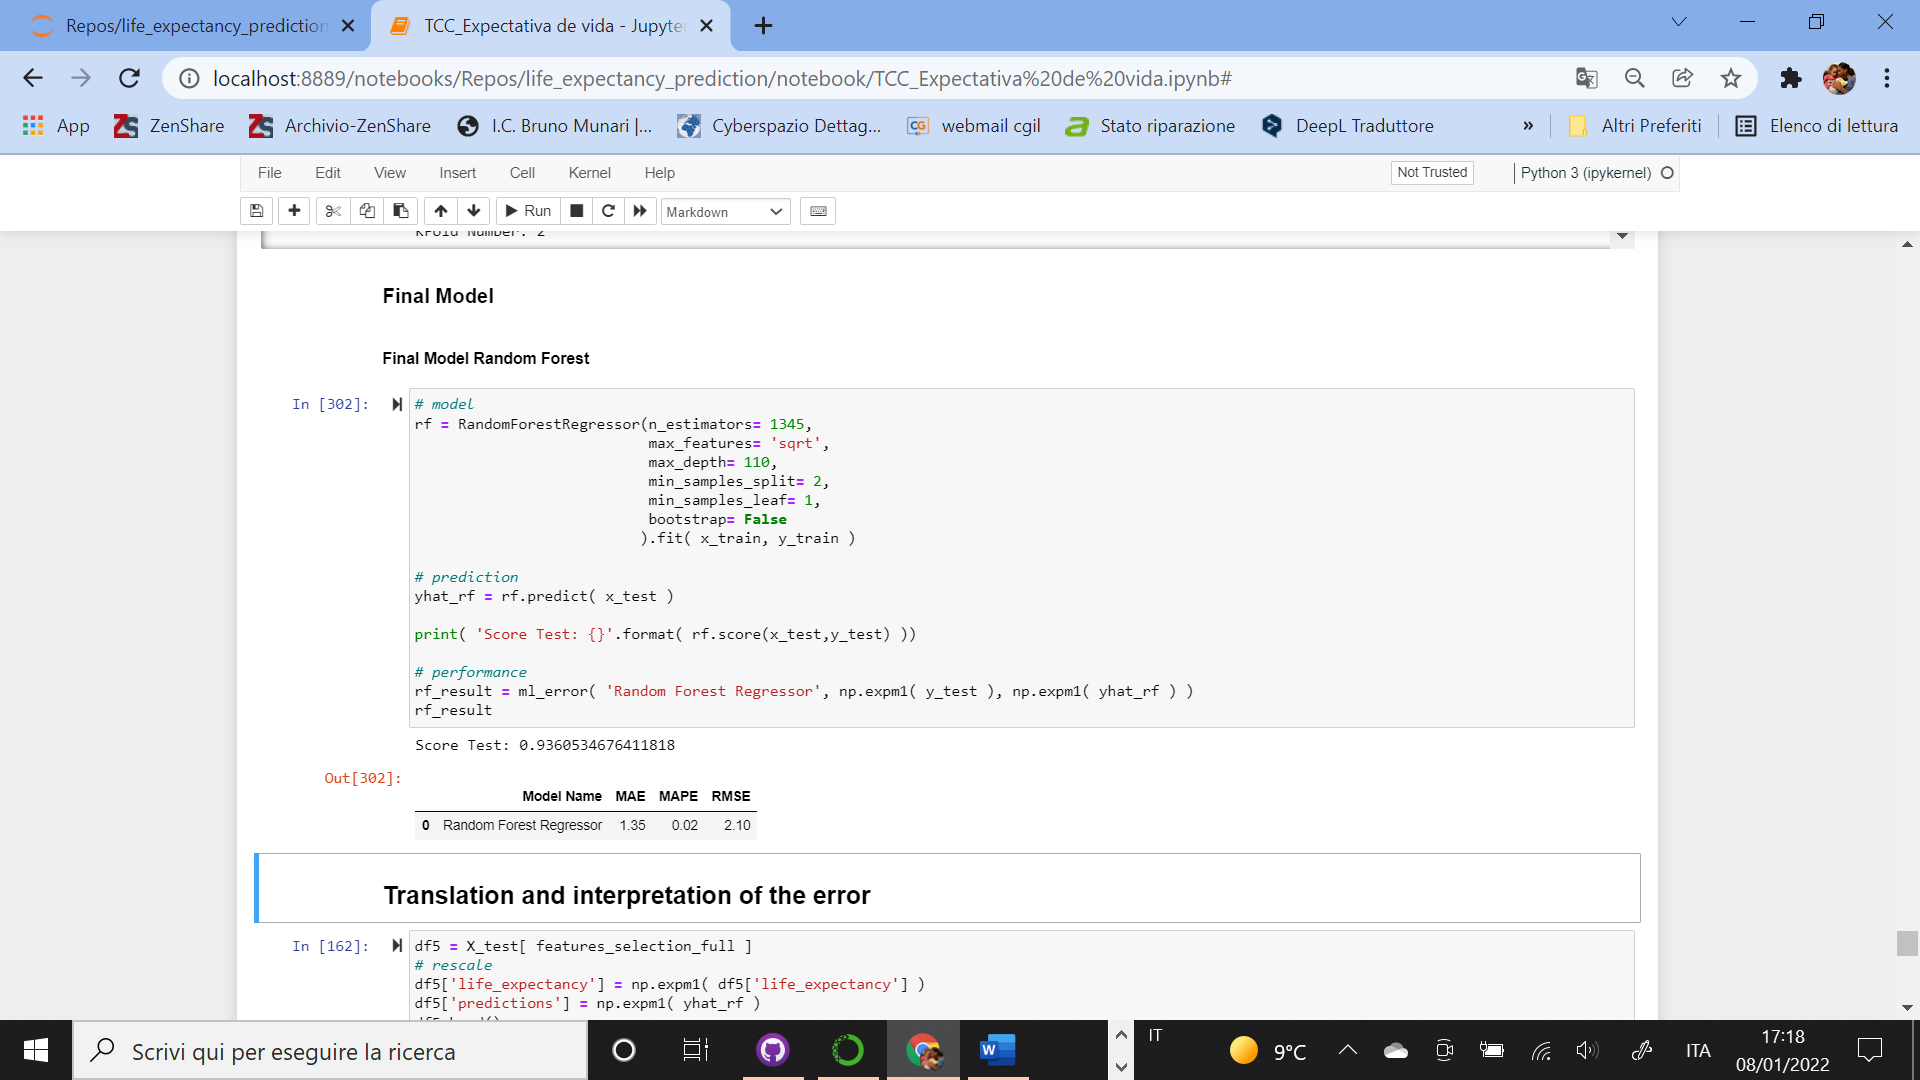 Repos/life_expectancy_prediction
TCC_Expectativa de vida - Jupyter
localhost:8889/notebooks/Repos/life_expectancy_prediction/notebook/TCC_Expectativa%20de%20vida.ipynb#
App ZenShare Archivio-ZenShare I.C. Bruno Munari |... Cyberspazio Dettag... webmail cgil Stato riparazione DeepL Traduttore » Altri Preferiti Elenco di lettura
File Edit View Insert Cell Kernel Help Not Trusted Python 3 (ipykernel)
Run Markdown
KFold Number: 2
Final Model
Final Model Random Forest
In [302]:
# model
rf = RandomForestRegressor(n_estimators= 1345,
max_features= 'sqrt',
max_depth= 110,
min_samples_split= 2,
min_samples_leaf= 1,
bootstrap= False
).fit( x_train, y_train )
# prediction
yhat_rf = rf.predict( x_test )
print( 'Score Test: {}'.format( rf.score(x_test,y_test) ))
# performance
rf_result = ml_error( 'Random Forest Regressor', np.expm1( y_test ), np.expm1( yhat_rf ) )
rf_result
Score Test: 0.9360534676411818
Out[302]:
Model Name MAE MAPE RMSE
0 Random Forest Regressor 1.35 0.02 2.10
Translation and interpretation of the error
In [162]:
df5 = X_test[ features_selection_full ]
# rescale
df5['life_expectancy'] = np.expm1( df5['life_expectancy'] )
df5['predictions'] = np.expm1( yhat_rf )
Scrivi qui per eseguire la ricerca
IT
9°C
ITA
17:18
08/01/2022